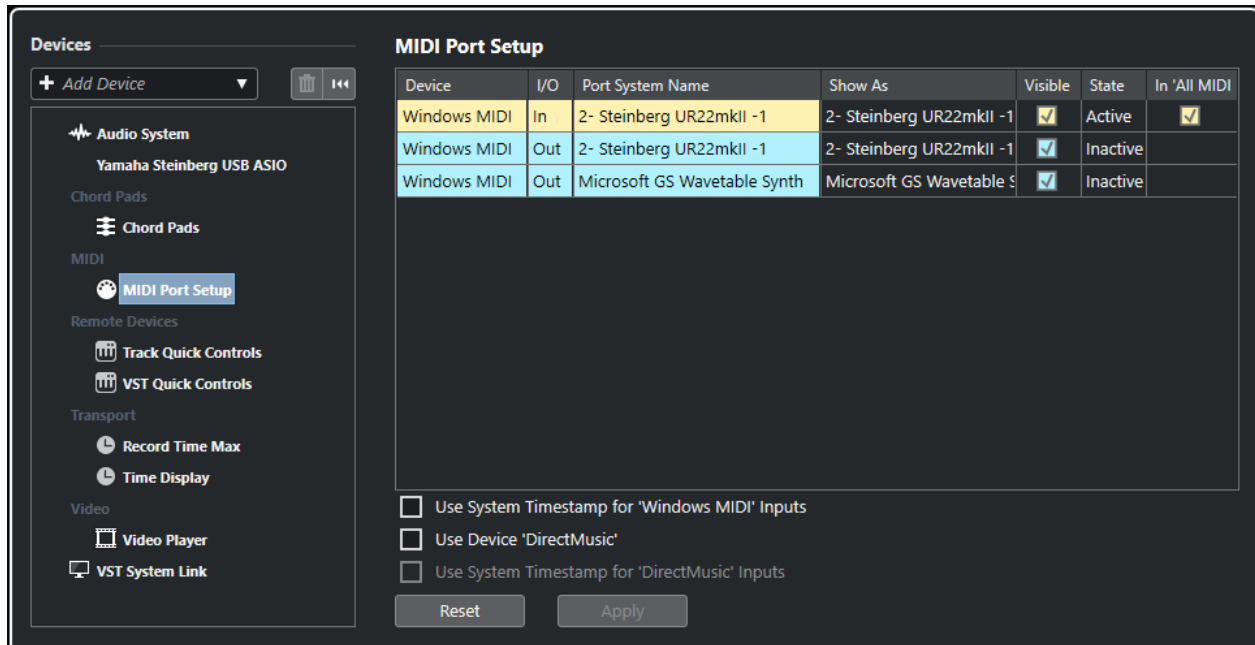 Devices
Add Device
Audio System
Yamaha Steinberg USB ASIO
Chord Pads
Chord Pads
MIDI
MIDI Port Setup
Remote Devices
Track Quick Controls
VST Quick Controls
Transport
Record Time Max
Time Display
Video
Video Player
VST System Link
MIDI Port Setup
Device I/O Port System Name Show As Visible State In 'All MIDI
Windows MIDI In 2- Steinberg UR22mkII -1 2- Steinberg UR22mkII -1 Active
Windows MIDI Out 2- Steinberg UR22mkII -1 2- Steinberg UR22mkII -1 Inactive
Windows MIDI Out Microsoft GS Wavetable Synth Microsoft GS Wavetable S Inactive
Use System Timestamp for 'Windows MIDI' Inputs
Use Device 'DirectMusic'
Use System Timestamp for 'DirectMusic' Inputs
Reset Apply